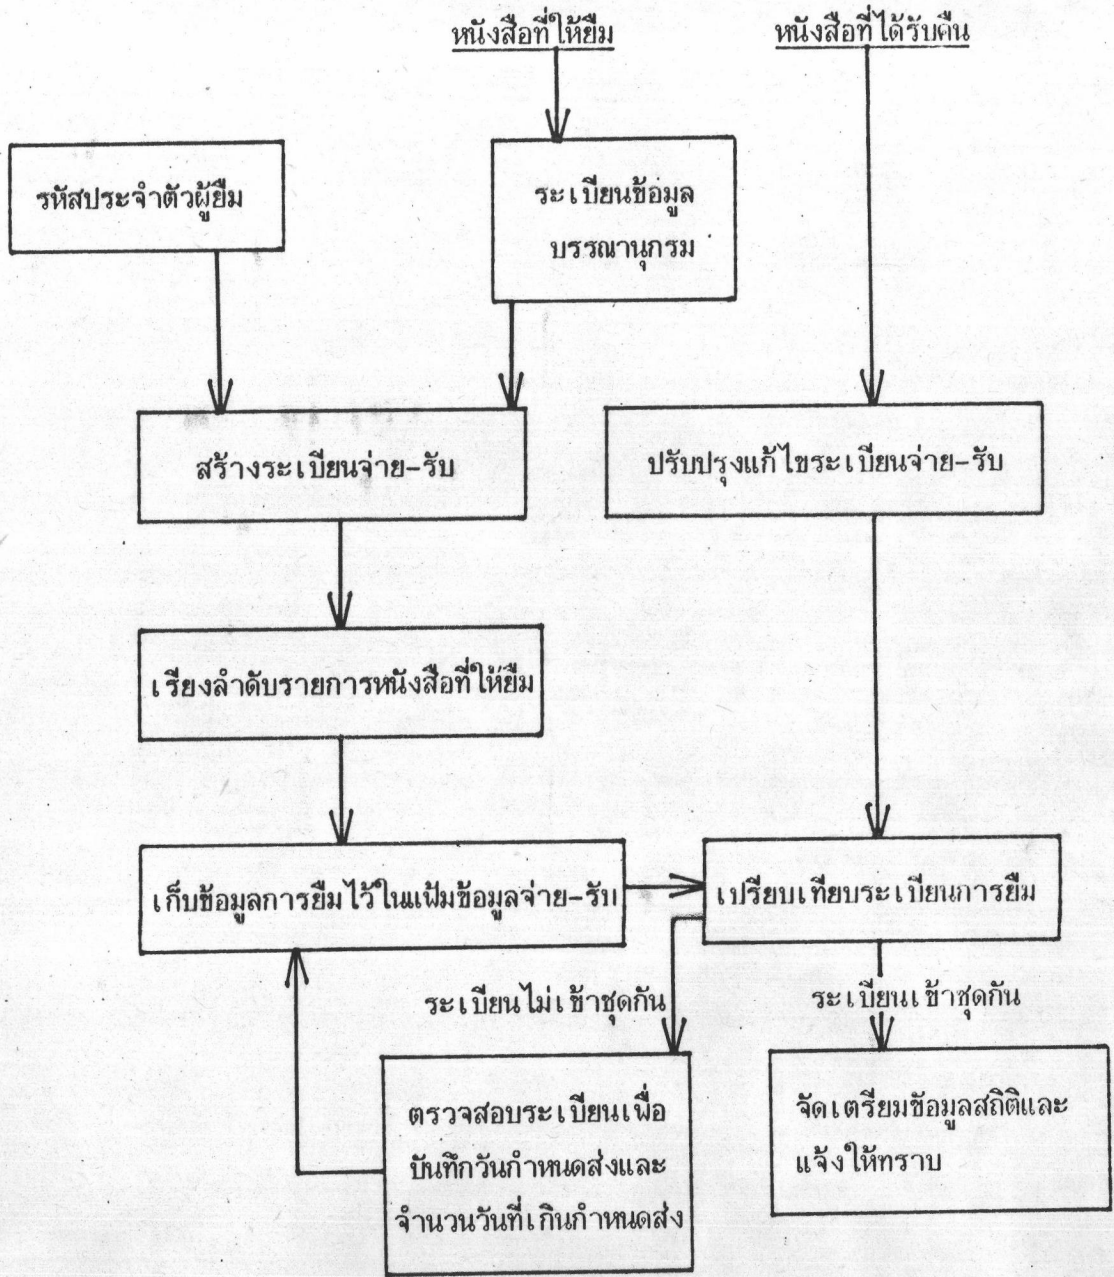 หนังสือที่ให้ยืม
หนังสือที่ได้รับคืน
รหัสประจำตัวผู้ยืม
ระเบียนข้อมูล
บรรณานุกรม
สร้างระเบียนจ่าย-รับ
ปรับปรุงแก้ไขระเบียนจ่าย-รับ
เรียงลำดับรายการหนังสือที่ให้ยืม
เก็บข้อมูลการยืมไว้ในแฟ้มข้อมูลจ่าย-รับ
เปรียบเทียบระเบียนการยืม
ระเบียนไม่เข้าชุดกัน
ระเบียนเข้าชุดกัน
ตรวจสอบระเบียนเพื่อ
บันทึกวันกำหนดส่งและ
จำนวนวันที่เกินกำหนดส่ง
จัดเตรียมข้อมูลสถิติและ
แจ้งให้ทราบ